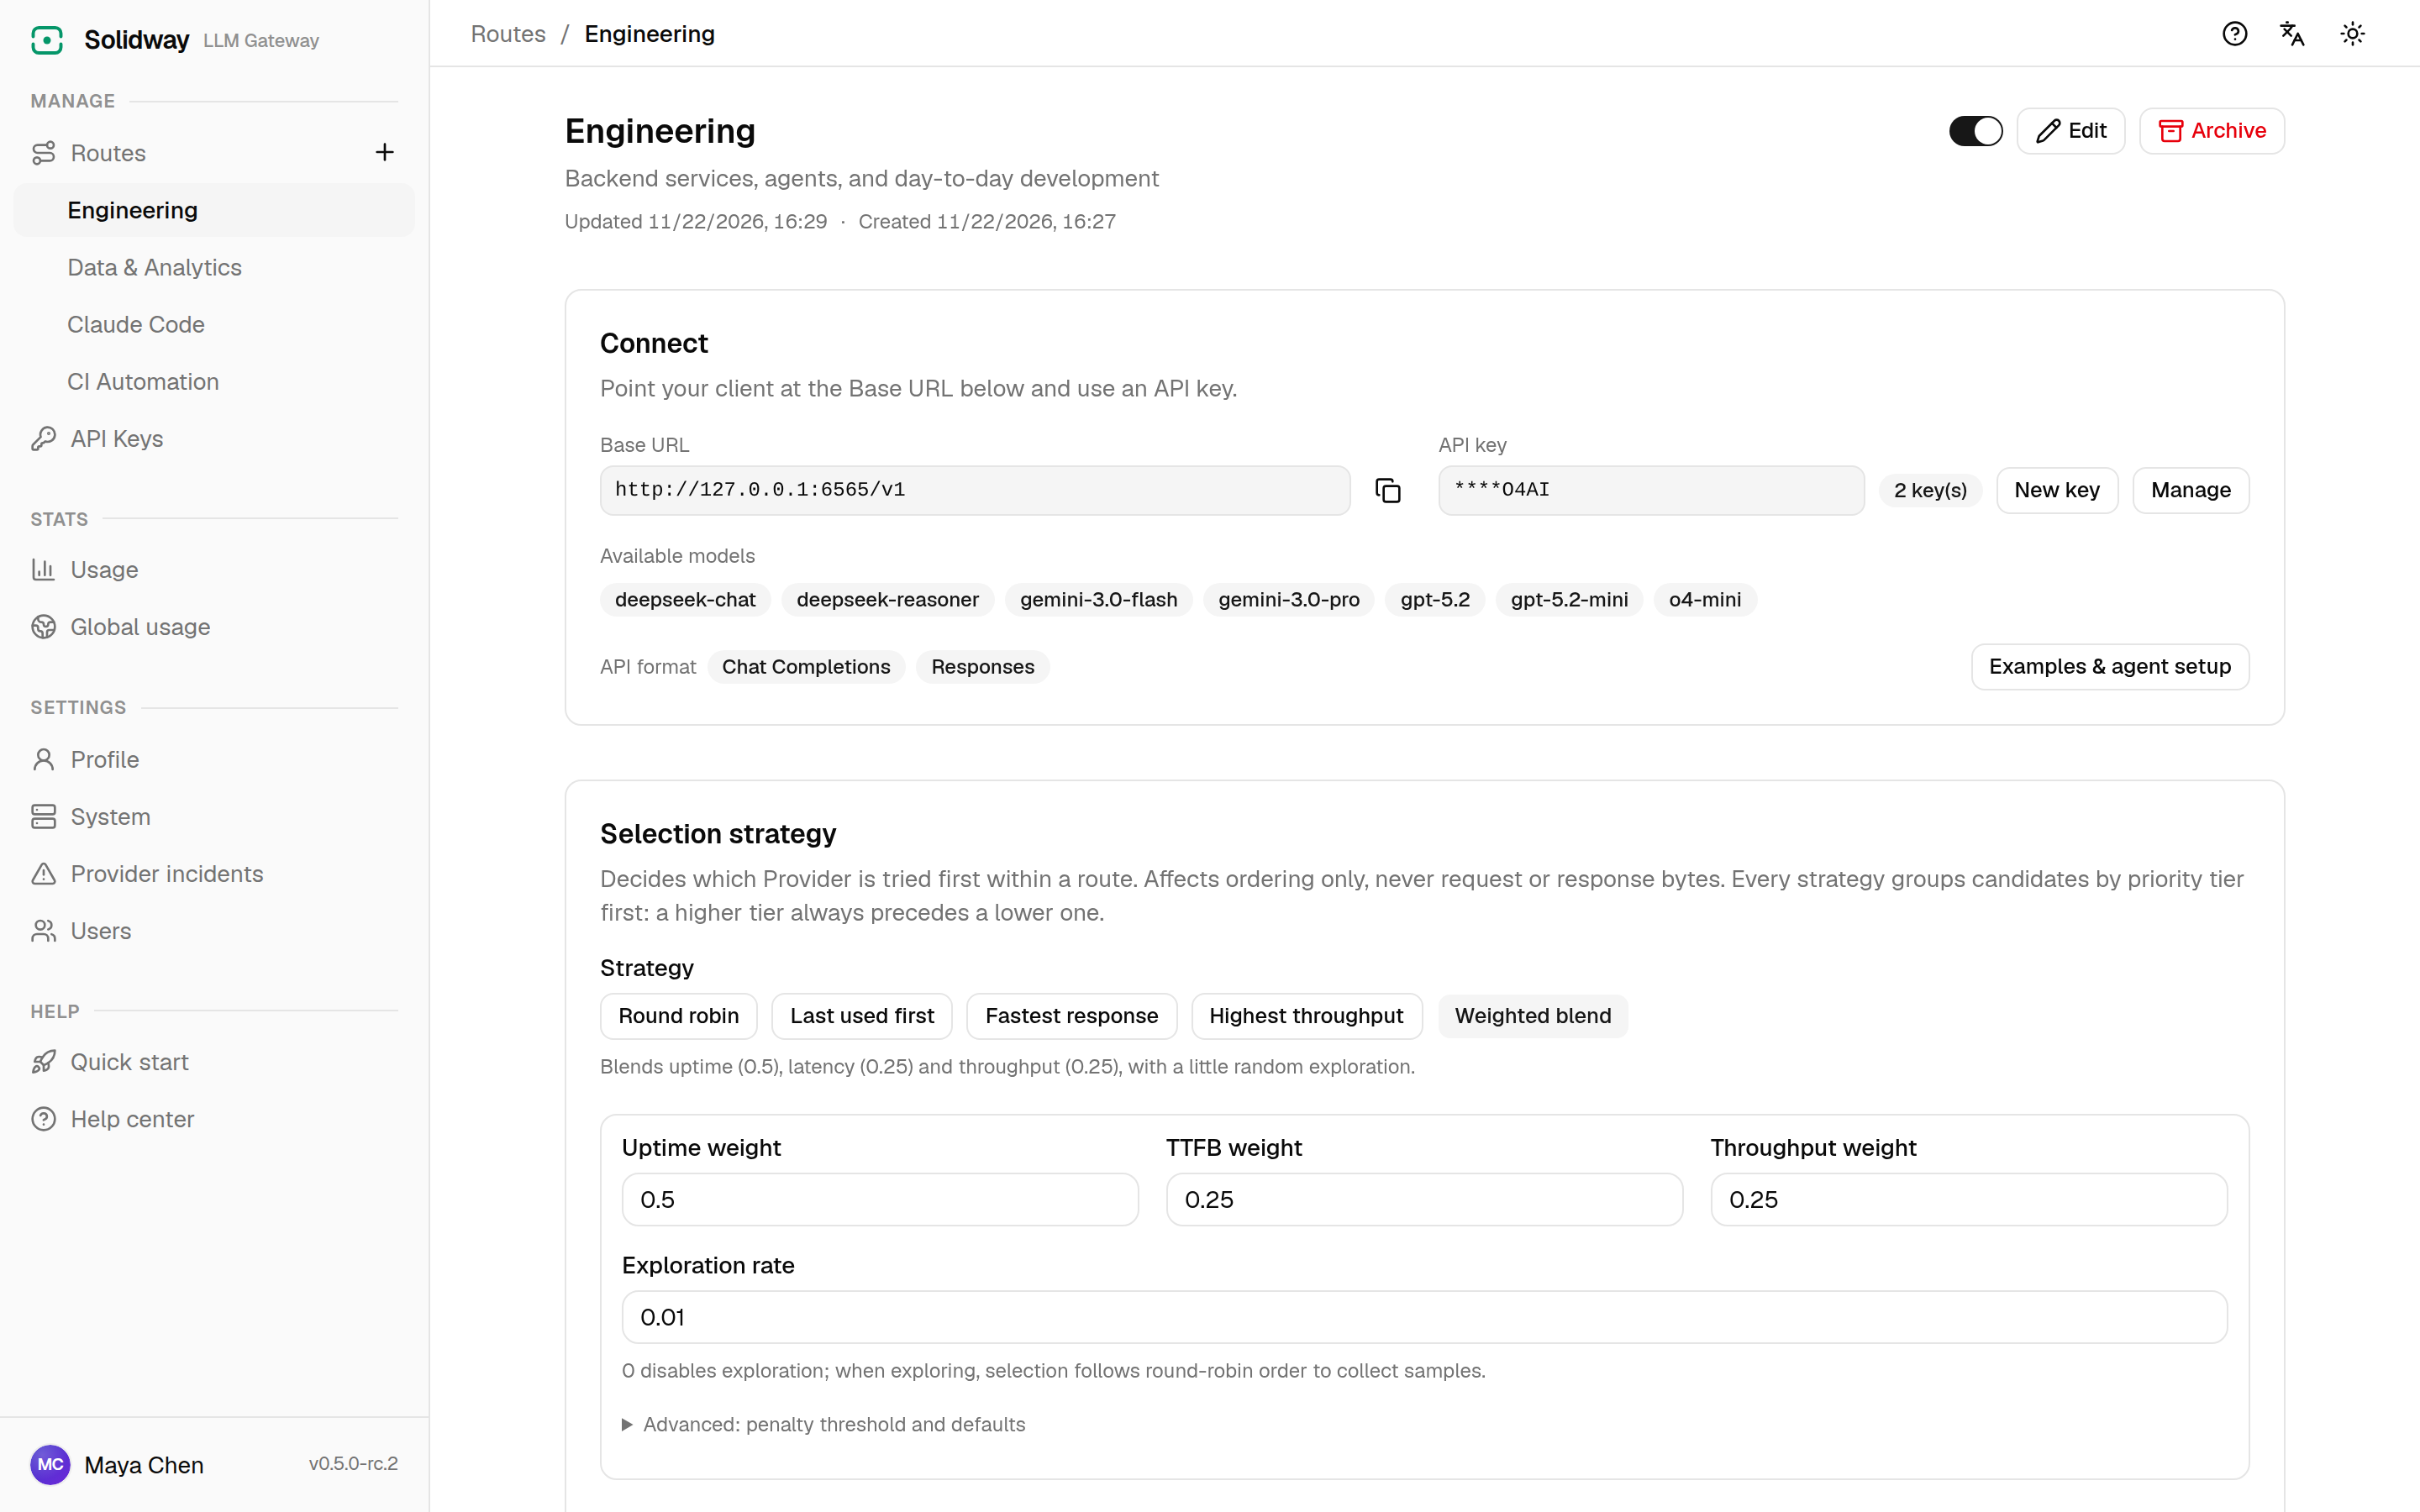 Solidway LLM Gateway
MANAGE
Routes
Engineering
Data & Analytics
Claude Code
CI Automation
API Keys
STATS
Usage
Global usage
SETTINGS
Profile
System
Provider incidents
Users
HELP
Quick start
Help center
MC Maya Chen v0.5.0-rc.2
Routes / Engineering
Engineering
Edit
Archive
Backend services, agents, and day-to-day development
Updated 11/22/2026, 16:29 · Created 11/22/2026, 16:27
Connect
Point your client at the Base URL below and use an API key.
Base URL
http://127.0.0.1:6565/v1
API key
****O4AI
2 key(s)
New key
Manage
Available models
deepseek-chat deepseek-reasoner gemini-3.0-flash gemini-3.0-pro gpt-5.2 gpt-5.2-mini o4-mini
API format Chat Completions Responses
Examples & agent setup
Selection strategy
Decides which Provider is tried first within a route. Affects ordering only, never request or response bytes. Every strategy groups candidates by priority tier
first: a higher tier always precedes a lower one.
Strategy
Round robin Last used first Fastest response Highest throughput Weighted blend
Blends uptime (0.5), latency (0.25) and throughput (0.25), with a little random exploration.
Uptime weight
0.5
TTFB weight
0.25
Throughput weight
0.25
Exploration rate
0.01
0 disables exploration; when exploring, selection follows round-robin order to collect samples.
Advanced: penalty threshold and defaults